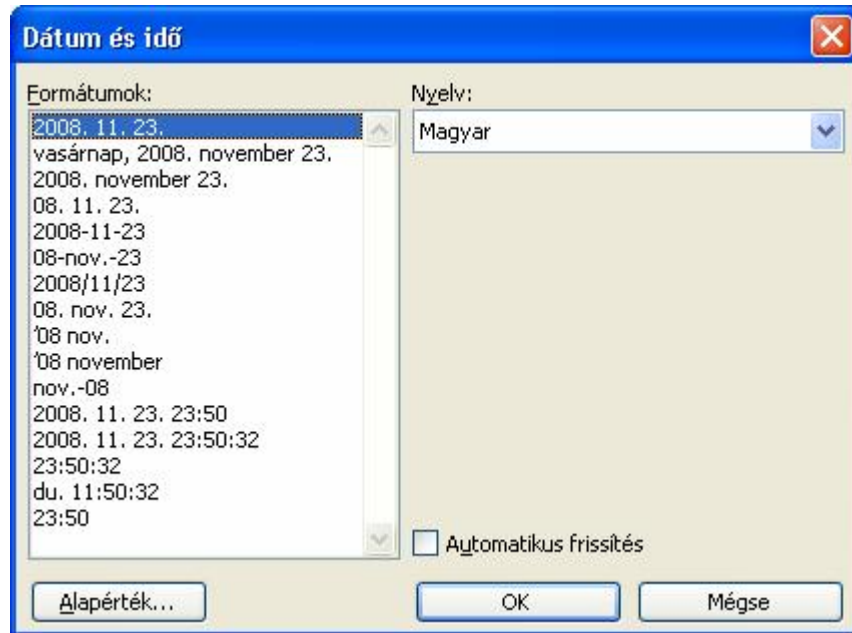 Dátum és idő
Formátumok:
2008. 11. 23.
vasárnap, 2008. november 23.
2008. november 23.
08. 11. 23.
2008-11-23
08-nov.-23
2008/11/23
08. nov. 23.
'08 nov.
'08 november
nov.-08
2008. 11. 23. 23:50
2008. 11. 23. 23:50:32
23:50:32
du. 11:50:32
23:50
Nyelv:
Magyar
Automatikus frissítés
Alapérték...
OK
Mégse